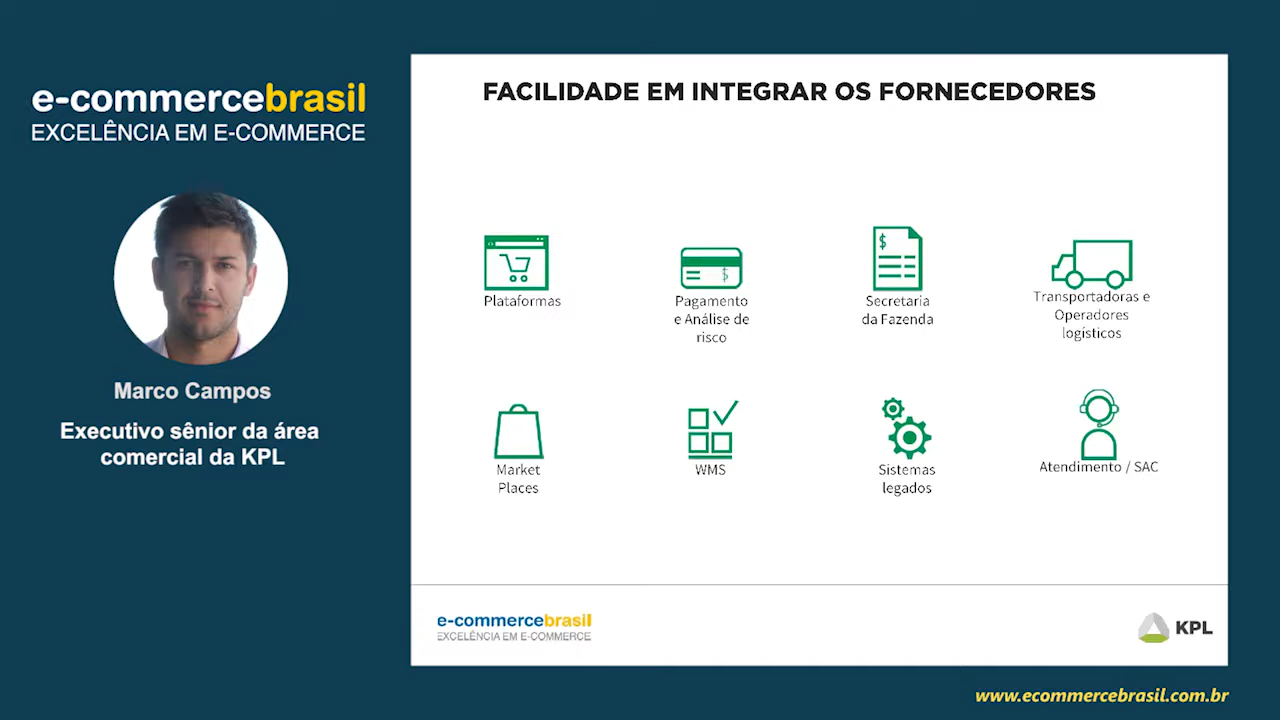 e-commercebrasil
EXCELÊNCIA EM E-COMMERCE
Marco Campos
Executivo sênior da área
comercial da KPL
FACILIDADE EM INTEGRAR OS FORNECEDORES
Plataformas
Pagamento
e Análise de
risco
Secretaria
da Fazenda
Transportadoras e
Operadores
logísticos
Market
Places
WMS
Sistemas
legados
Atendimento / SAC
e-commercebrasil
EXCELÊNCIA EM E-COMMERCE
KPL
www.ecommercebrasil.com.br